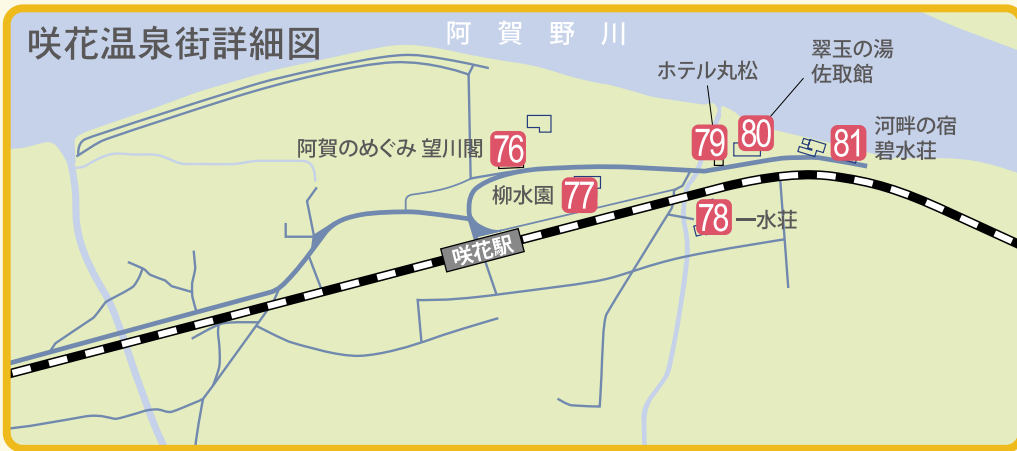 咲花温泉街詳細図
阿賀野川
翠玉の湯
佐取館
ホテル丸松
80
79
81
河畔の宿
碧水荘
阿賀のめぐみ 望川閣
76
柳水園
77
78
一水荘
咲花駅